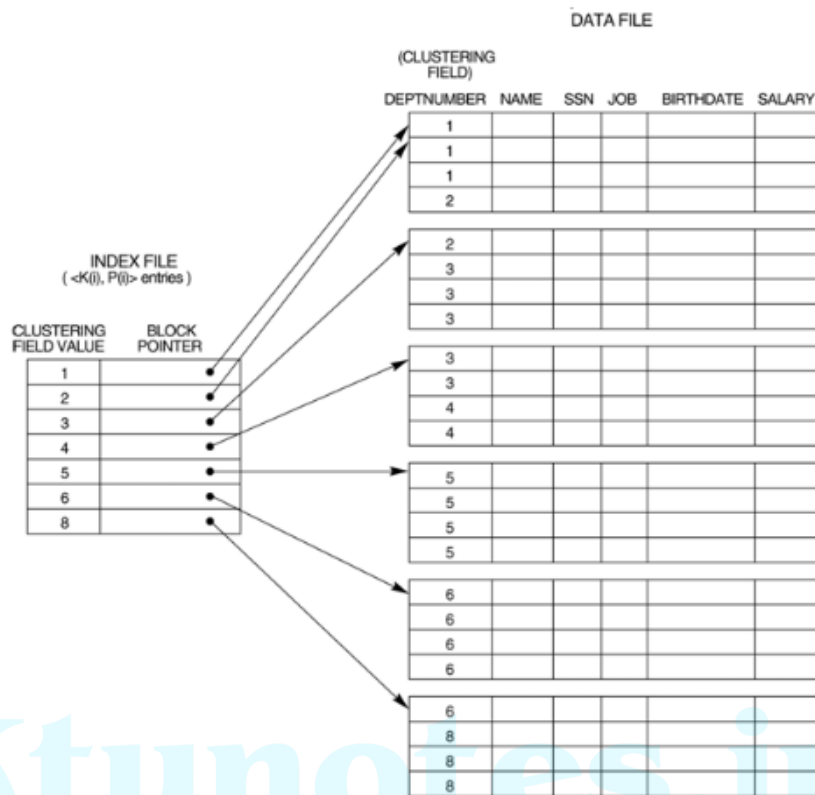 DATA FILE
(CLUSTERING
FIELD)
DEPTNUMBER NAME SSN JOB BIRTHDATE SALARY
1
1
1
2
2
3
3
3
3
3
4
4
5
5
5
5
6
6
6
6
6
8
8
8
INDEX FILE
( <K(i), P(i)> entries )
CLUSTERING
FIELD VALUE
BLOCK
POINTER
1
2
3
4
5
6
8
Ktunotes.in